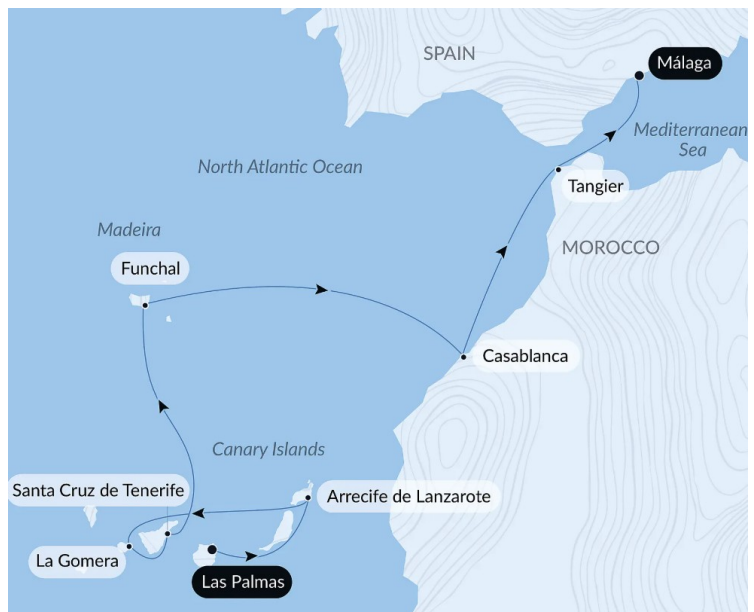 SPAIN
Málaga
Mediterranean
Sea
North Atlantic Ocean
Tangier
Madeira
MOROCCO
Funchal
Casablanca
Canary Islands
Santa Cruz de Tenerife
Arrecife de Lanzarote
La Gomera
Las Palmas